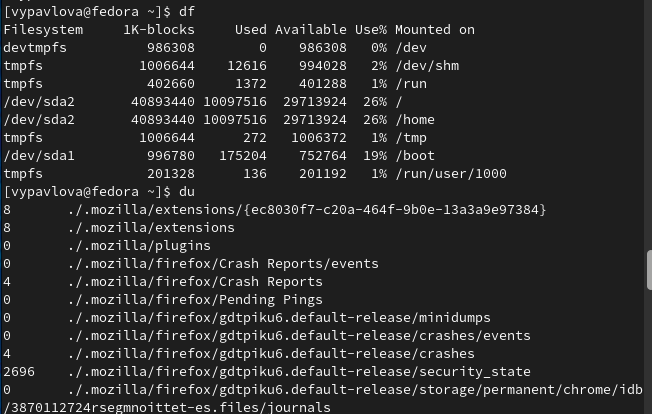 [vypavlova@fedora ~]$ df
Filesystem     1K-blocks     Used Available Use% Mounted on
devtmpfs          986308        0    986308   0% /dev
tmpfs            1006644    12616    994028   2% /dev/shm
tmpfs             402660     1372    401288   1% /run
/dev/sda2       40893440 10097516  29713924  26% /
/dev/sda2       40893440 10097516  29713924  26% /home
tmpfs            1006644      272   1006372   1% /tmp
/dev/sda1         996780   175204    752764  19% /boot
tmpfs             201328      136    201192   1% /run/user/1000
[vypavlova@fedora ~]$ du
8       ./.mozilla/extensions/{ec8030f7-c20a-464f-9b0e-13a3a9e97384}
8       ./.mozilla/extensions
0       ./.mozilla/plugins
0       ./.mozilla/firefox/Crash Reports/events
4       ./.mozilla/firefox/Crash Reports
0       ./.mozilla/firefox/Pending Pings
0       ./.mozilla/firefox/gdtpiku6.default-release/minidumps
0       ./.mozilla/firefox/gdtpiku6.default-release/crashes/events
4       ./.mozilla/firefox/gdtpiku6.default-release/crashes
2696    ./.mozilla/firefox/gdtpiku6.default-release/security_state
0       ./.mozilla/firefox/gdtpiku6.default-release/storage/permanent/chrome/idb
/3870112724rsegmnoittet-es.files/journals